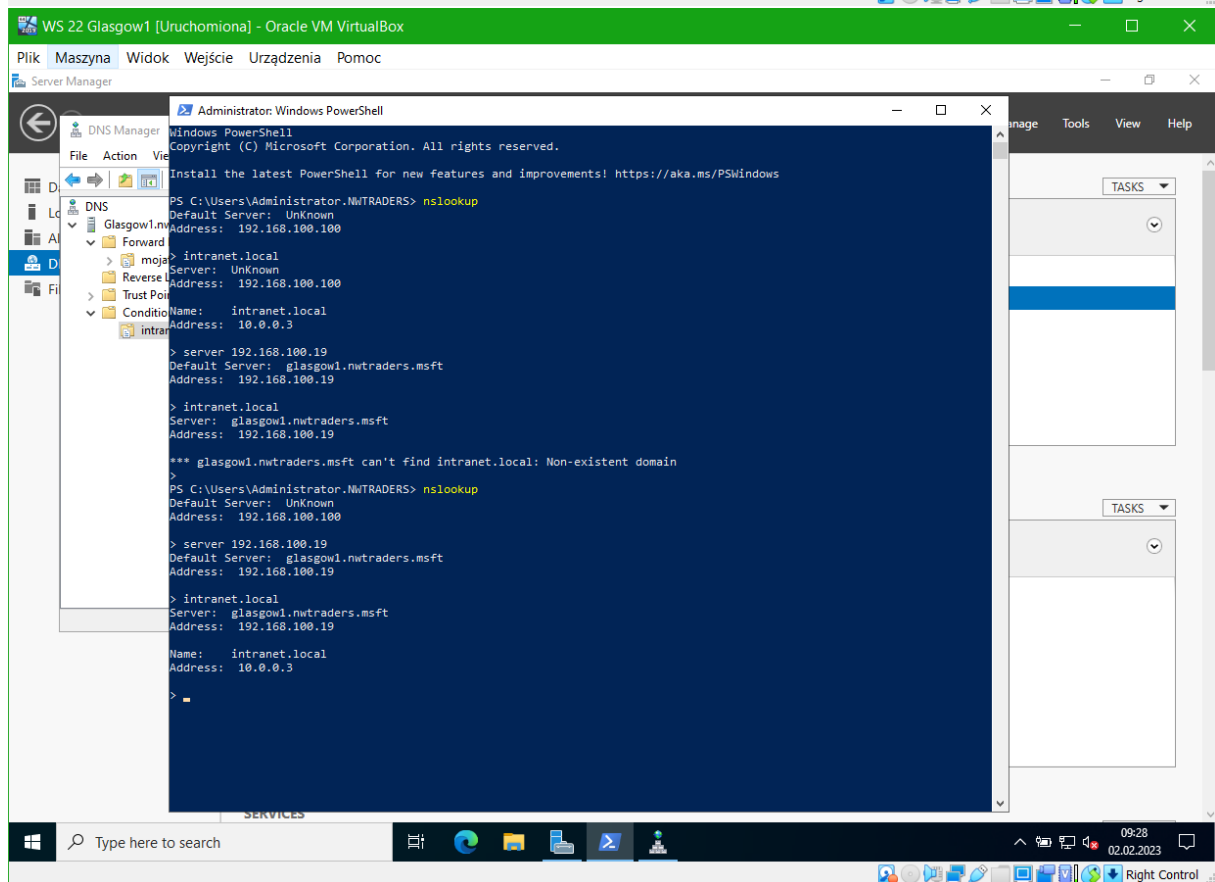 WS 22 Glasgow1 [Uruchomiona] - Oracle VM VirtualBox
Plik Maszyna Widok Wejście Urządzenia Pomoc
Server Manager
Tools View Help
DNS Manager
File Action
DNS
Forward
Reverse
Trust
TASKS
TASKS
Administrator: Windows PowerShell
Windows PowerShell
Copyright (C) Microsoft Corporation. All rights reserved.
Install the latest PowerShell for new features and improvements! https://aka.ms/PSWindows
PS C:\Users\Administrator.NWTRADERS> nslookup
Default Server: UnKnown
Address: 192.168.100.100
> intranet.local
Server: UnKnown
Address: 192.168.100.100
Name: intranet.local
Address: 10.0.0.3
> server 192.168.100.19
Default Server: glasgow1.nwtraders.msft
Address: 192.168.100.19
> intranet.local
Server: glasgow1.nwtraders.msft
Address: 192.168.100.19
*** glasgow1.nwtraders.msft can't find intranet.local: Non-existent domain
>
PS C:\Users\Administrator.NWTRADERS> nslookup
Default Server: UnKnown
Address: 192.168.100.100
> server 192.168.100.19
Default Server: glasgow1.nwtraders.msft
Address: 192.168.100.19
> intranet.local
Server: glasgow1.nwtraders.msft
Address: 192.168.100.19
Name: intranet.local
Address: 10.0.0.3
>
SERVICES
Type here to search
09:28
02.02.2023
Right Control